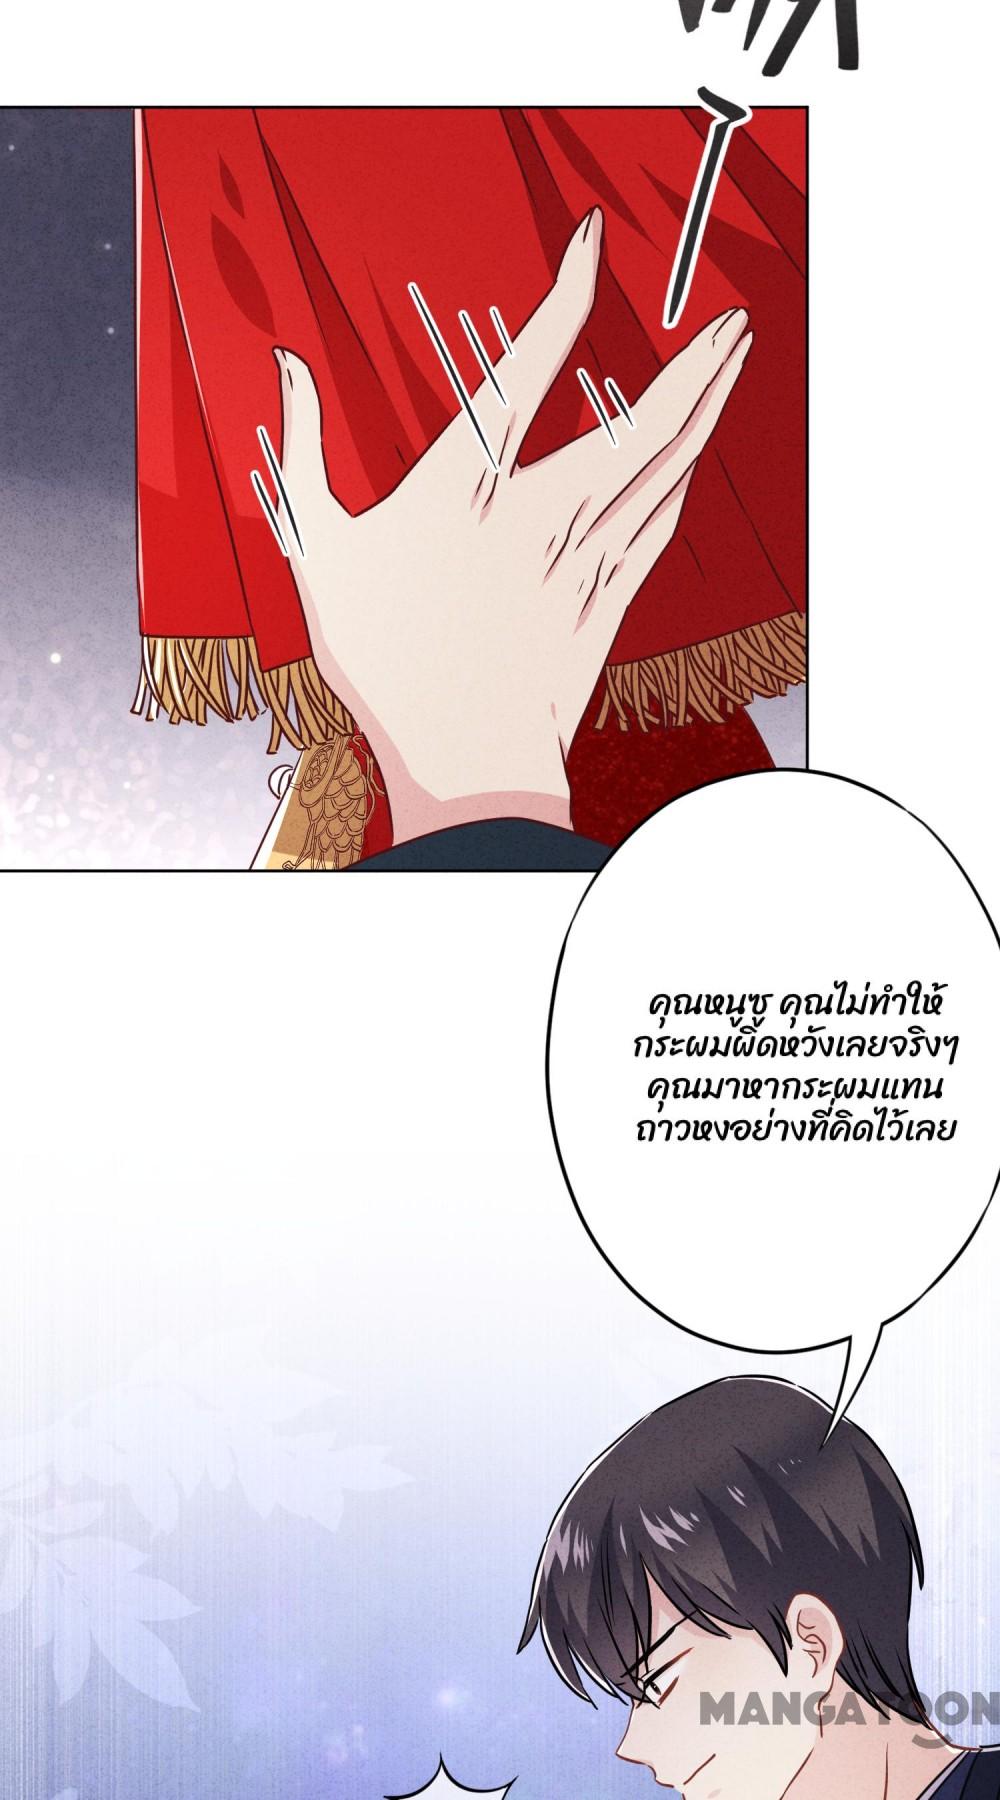 คุณหนูซู คุณไม่ทำให้
กระผมผิดหวังเลยจริงๆ
คุณมาหากระผมแทน
ถาวหงอย่างที่คิดไว้เลย
MANGATOON